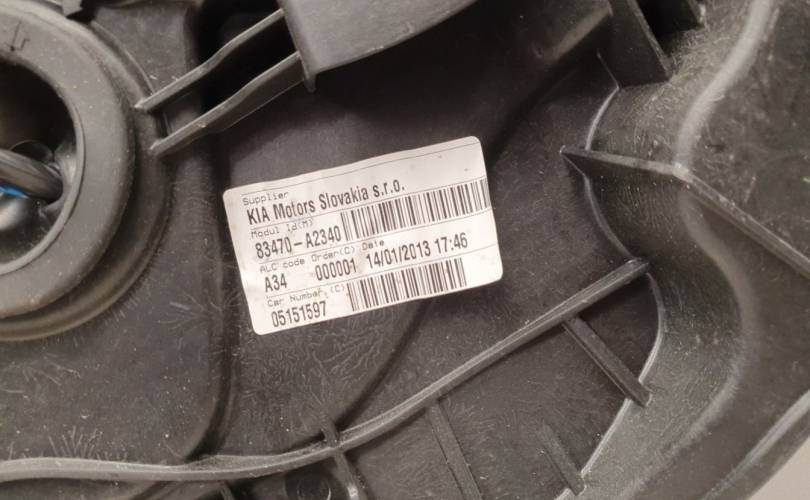 Supplier
KIA Motors Slovakia s.r.o.
Modul Id(M)
83470-A2340
ALC code Order(C) Date
A34 000001 14/01/2013 17:46
Car Number (C)
05151597